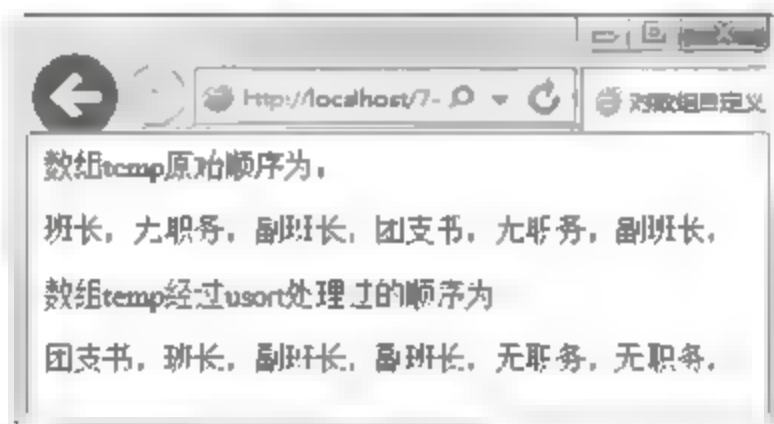 http://localhost/7-
对数组自定义
数组temp原始顺序为:
班长, 无职务, 副班长, 团支书, 无职务, 副班长,
数组temp经过usort处理过的顺序为
团支书, 班长, 副班长, 副班长, 无职务, 无职务,